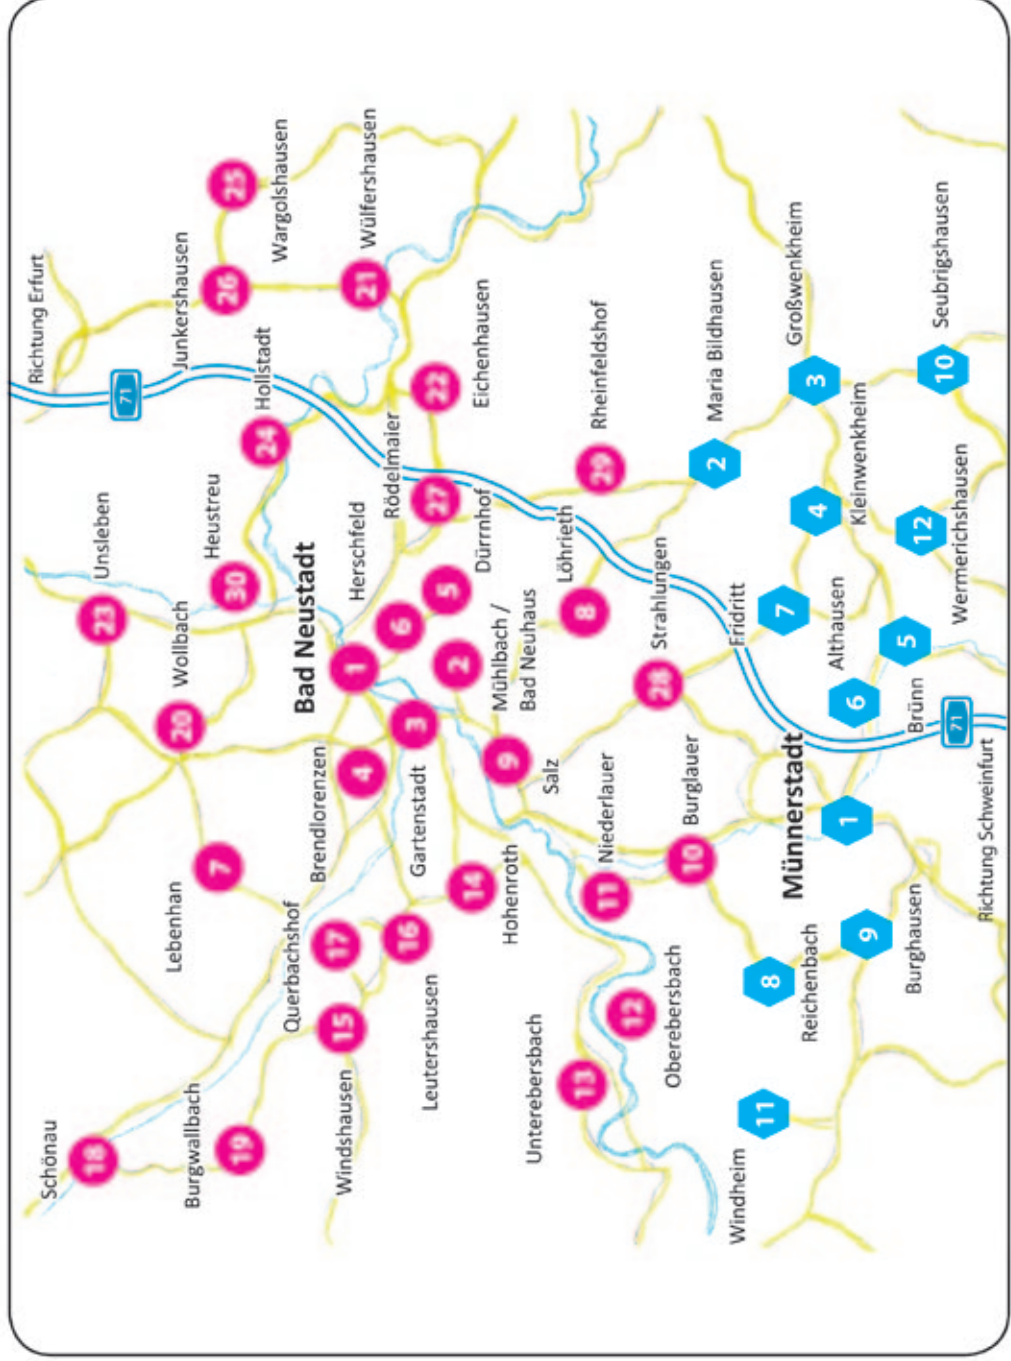 Schönau
18
Burgwallbach
19
Windshausen
15
Querbachshof
17
Leutershausen
16
Lebenhan
7
Hohenroth
14
Brendlorenzen
4
Gartenstadt
3
Wollbach
20
Unsleben
23
Heustreu
30
Bad Neustadt
1
Herschfeld
6
5
Dürrnhof
2
Mühlbach /
Bad Neuhaus
9
Salz
Rödelmaier
27
Hollstadt
24
Junkershausen
26
Richtung Erfurt
71
Wargolshausen
25
Wülfershausen
21
Eichenhausen
22
Rheinfeldshof
29
Löhrieth
8
Strahlungen
28
Niederlauer
11
Burglauer
10
Unterebersbach
13
Oberebersbach
12
Windheim
11
Reichenbach
8
Burghausen
9
Münnerstadt
1
Brünn
6
Althausen
5
Fridritt
7
Kleinwenkheim
4
Maria Bildhausen
2
Großwenkheim
3
Seubrigshausen
10
Wermerichshausen
12
71
Richtung Schweinfurt